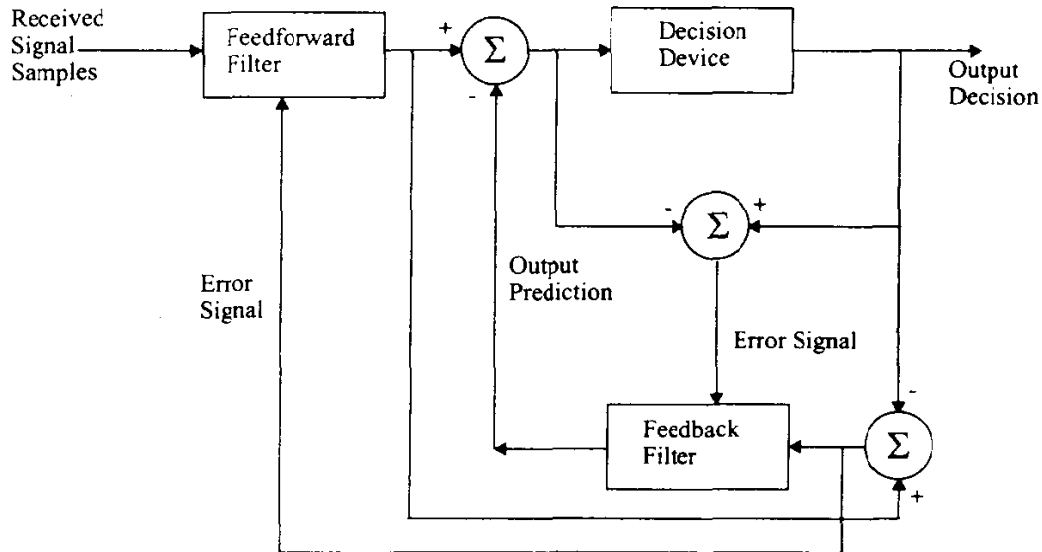 Received
Signal
Samples
Feedforward
Filter
+
Σ
-
Decision
Device
Output
Decision
-
Σ
+
Error
Signal
Output
Prediction
Error Signal
-
Feedback
Filter
Σ
+